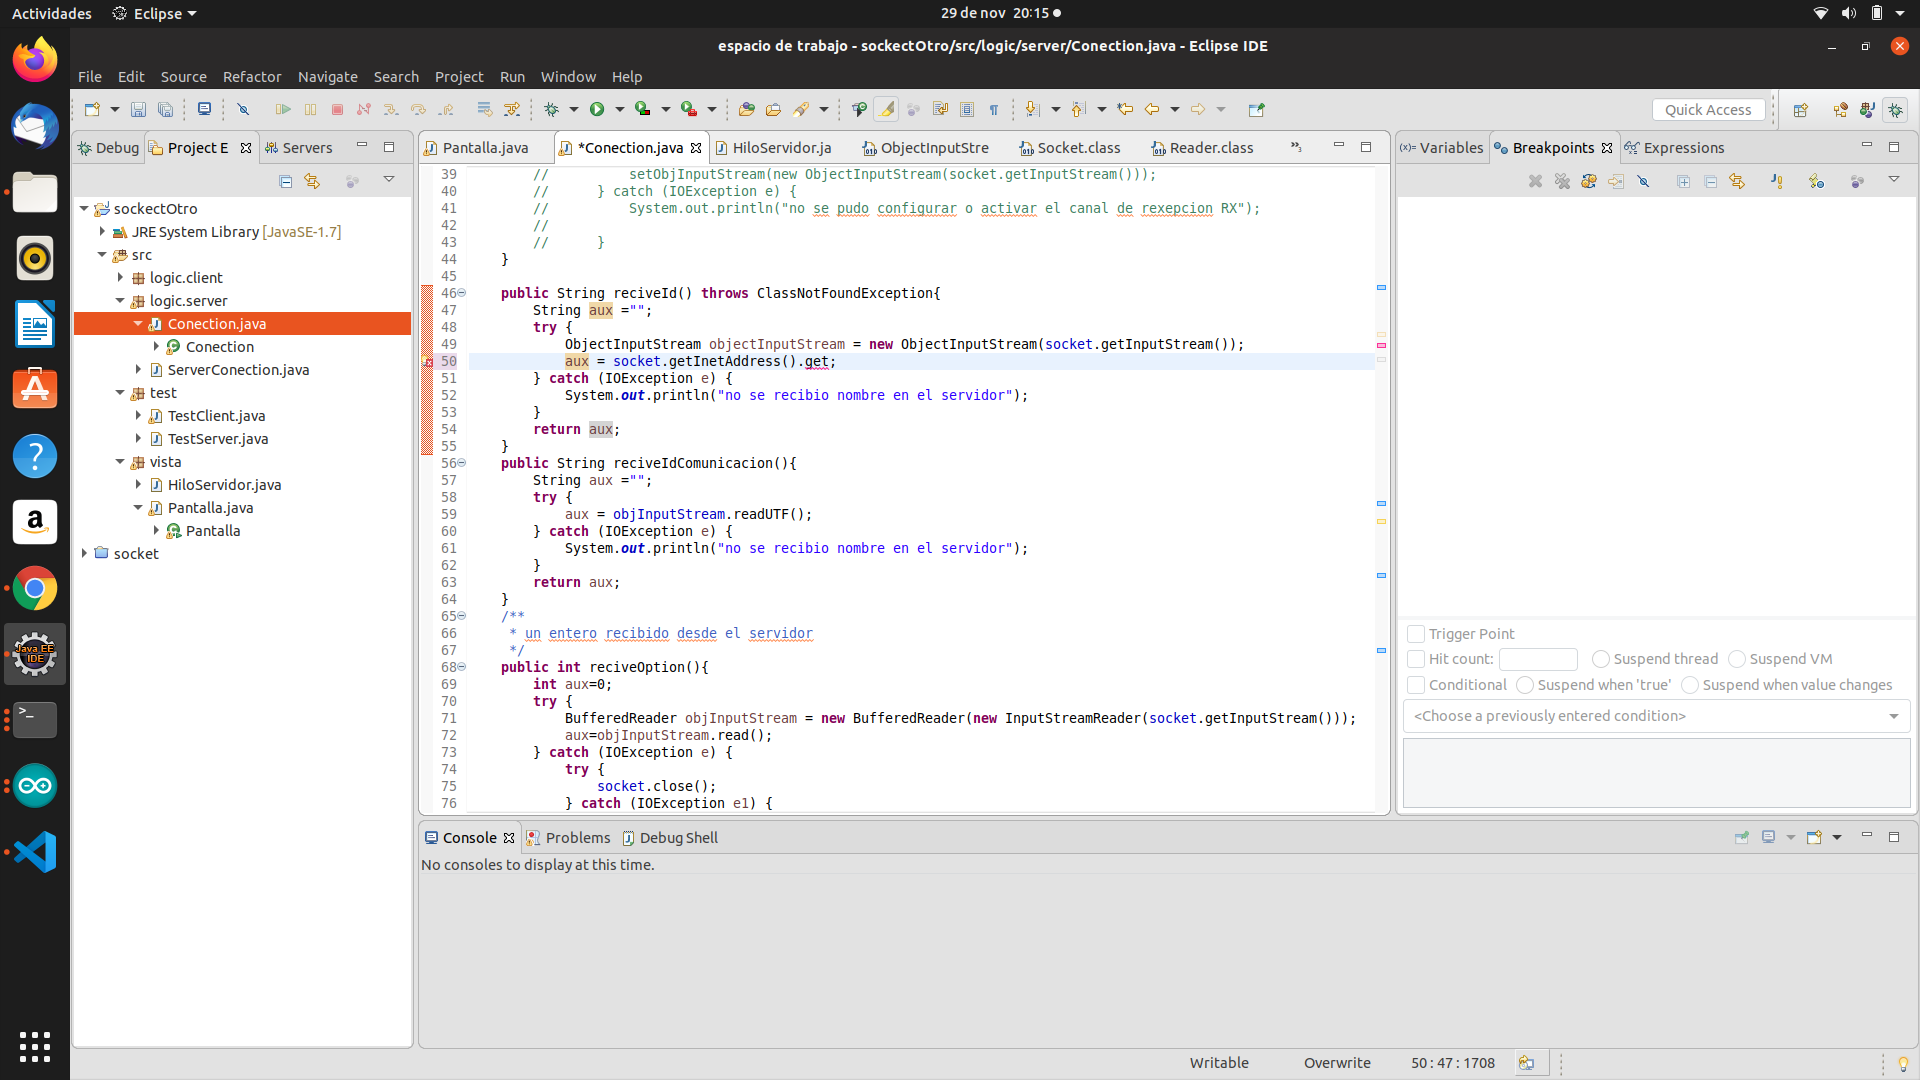 Actividades Eclipse 29 de nov 20:15
espacio de trabajo - sockectOtro/src/logic/server/Conection.java - Eclipse IDE
File Edit Source Refactor Navigate Search Project Run Window Help
Quick Access
Debug Project E Servers
sockectOtro
JRE System Library [JavaSE-1.7]
src
logic.client
logic.server
Conection.java
Conection
ServerConection.java
test
TestClient.java
TestServer.java
vista
HiloServidor.java
Pantalla.java
Pantalla
socket
Pantalla.java *Conection.java HiloServidor.ja ObjectInputStre Socket.class Reader.class »3
39 // setObjInputStream(new ObjectInputStream(socket.getInputStream()));
40 // } catch (IOException e) {
41 // System.out.println("no se pudo configurar o activar el canal de rexepcion RX");
42 //
43 // }
44 }
45
46 public String reciveId() throws ClassNotFoundException{
47 String aux ="";
48 try {
49 ObjectInputStream objectInputStream = new ObjectInputStream(socket.getInputStream());
50 aux = socket.getInetAddress().get;
51 } catch (IOException e) {
52 System.out.println("no se recibio nombre en el servidor");
53 }
54 return aux;
55 }
56 public String reciveIdComunicacion(){
57 String aux ="";
58 try {
59 aux = objInputStream.readUTF();
60 } catch (IOException e) {
61 System.out.println("no se recibio nombre en el servidor");
62 }
63 return aux;
64 }
65 /**
66 * un entero recibido desde el servidor
67 */
68 public int reciveOption(){
69 int aux=0;
70 try {
71 BufferedReader objInputStream = new BufferedReader(new InputStreamReader(socket.getInputStream()));
72 aux=objInputStream.read();
73 } catch (IOException e) {
74 try {
75 socket.close();
76 } catch (IOException e1) {
(x)= Variables Breakpoints Expressions
Trigger Point
Hit count: Suspend thread Suspend VM
Conditional Suspend when 'true' Suspend when value changes
<Choose a previously entered condition>
Console Problems Debug Shell
No consoles to display at this time.
Writable Overwrite 50 : 47 : 1708
Java EE
IDE